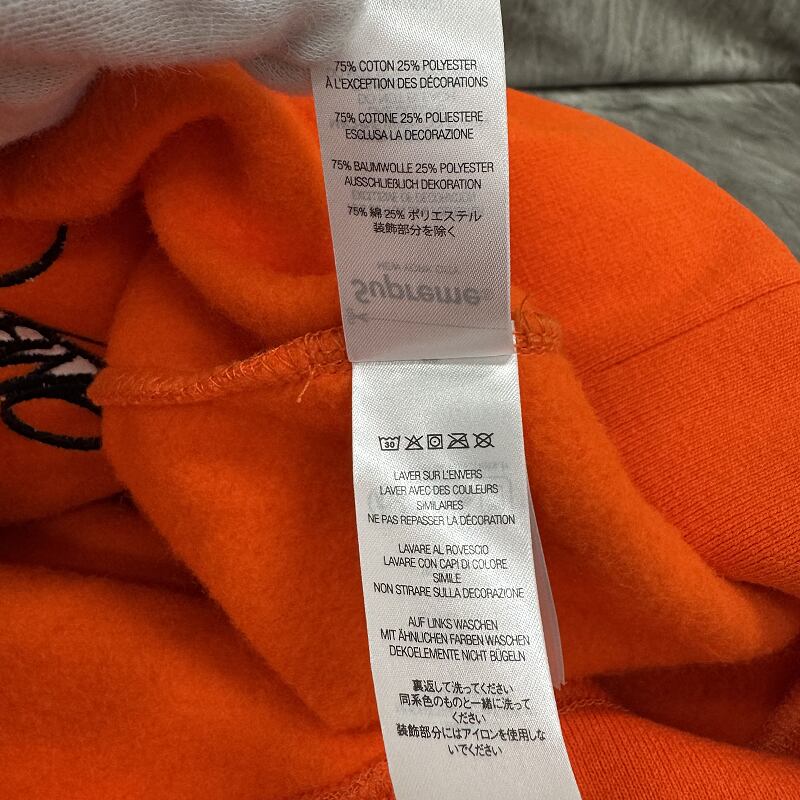 75% COTON 25% POLYESTER
À L'EXCEPTION DES DÉCORATIONS
75% COTONE 25% POLIESTERE
ESCLUSA LA DECORAZIONE
75% BAUMWOLLE 25% POLYESTER
AUSSCHLIEßLICH DEKORATION
75% 綿 25% ポリエステル
装飾部分を除く
NEW YORK CITY
Supreme
30
LAVER SUR L'ENVERS
LAVER AVEC DES COULEURS
SIMILAIRES
NE PAS REPASSER LA DÉCORATION
LAVARE AL ROVESCIO
LAVARE CON CAPI DI COLORE
SIMILE
NON STIRARE SULLA DECORAZIONE
AUF LINKS WASCHEN
MIT ÄHNLICHEN FARBEN WASCHEN
DEKOELEMENTE NICHT BÜGELN
裏返して洗ってください
同系色のものと一緒に洗って
ください
装飾部分にはアイロンを使用しな
いでください